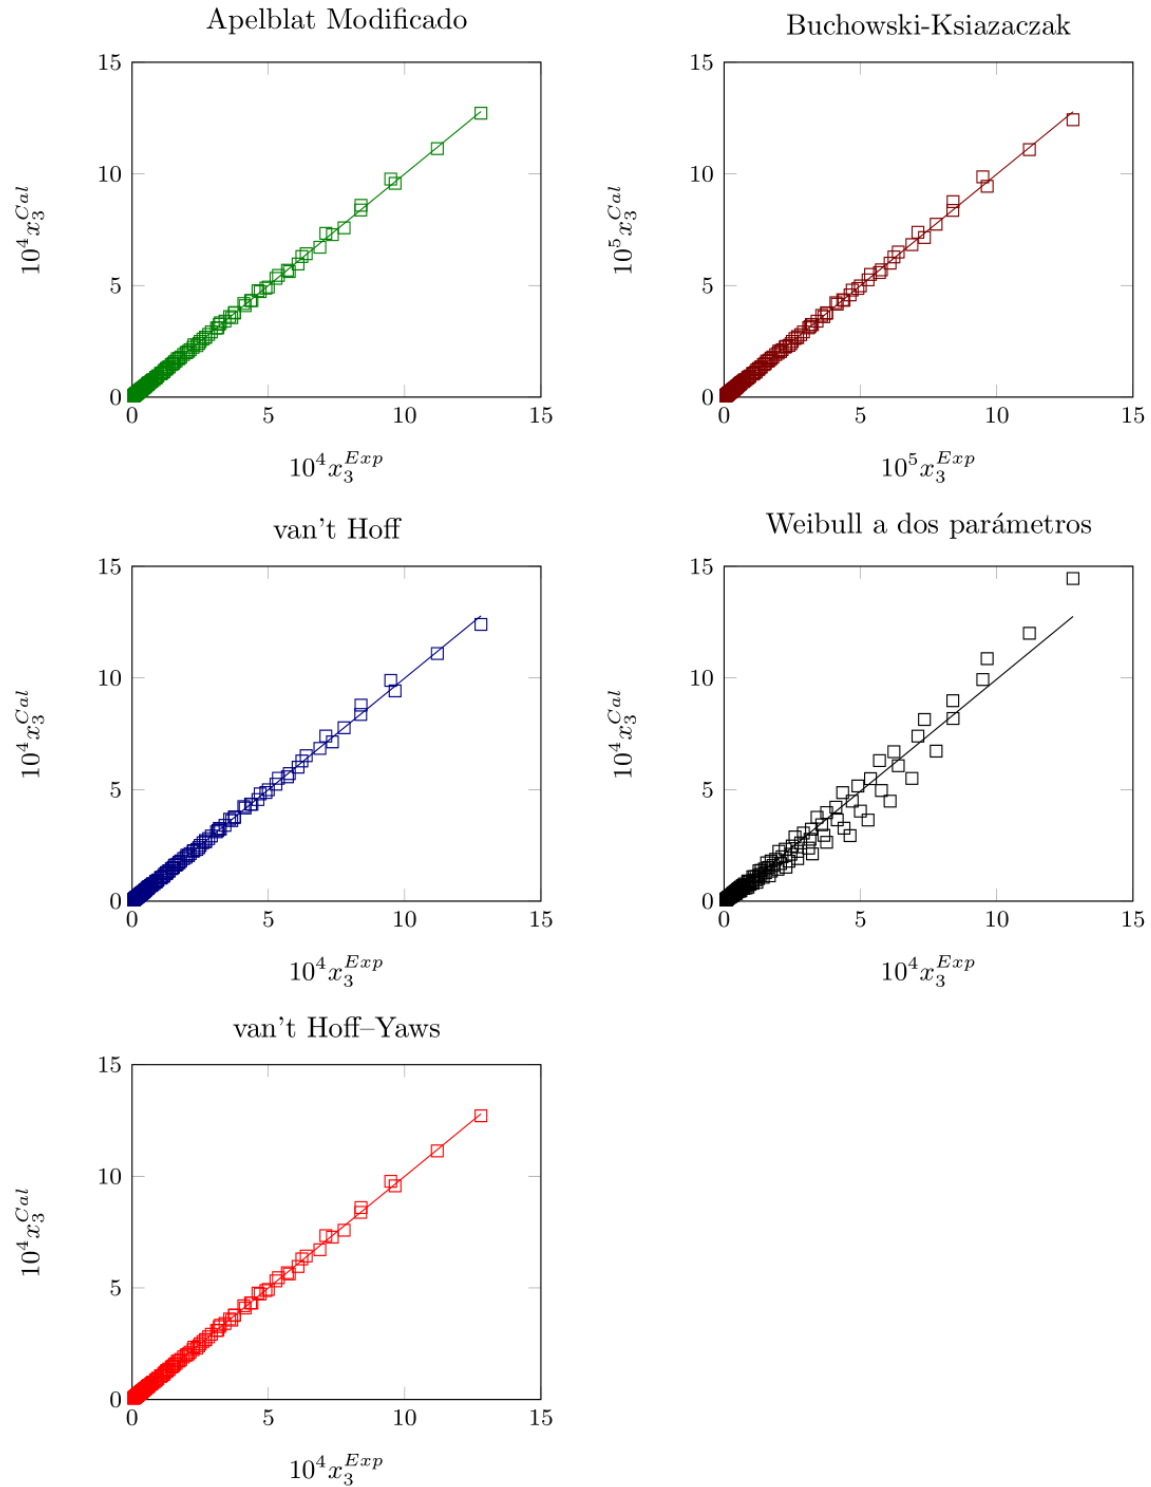 Apelblat Modificado
15
10
5
0
0 5 10 15
10^4 x_3^{Cal}
10^4 x_3^{Exp}
Buchowski-Ksiazaczak
15
10
5
0
0 5 10 15
10^5 x_3^{Cal}
10^5 x_3^{Exp}
van't Hoff
15
10
5
0
0 5 10 15
10^4 x_3^{Cal}
10^4 x_3^{Exp}
Weibull a dos parámetros
15
10
5
0
0 5 10 15
10^4 x_3^{Cal}
10^4 x_3^{Exp}
van't Hoff–Yaws
15
10
5
0
0 5 10 15
10^4 x_3^{Cal}
10^4 x_3^{Exp}